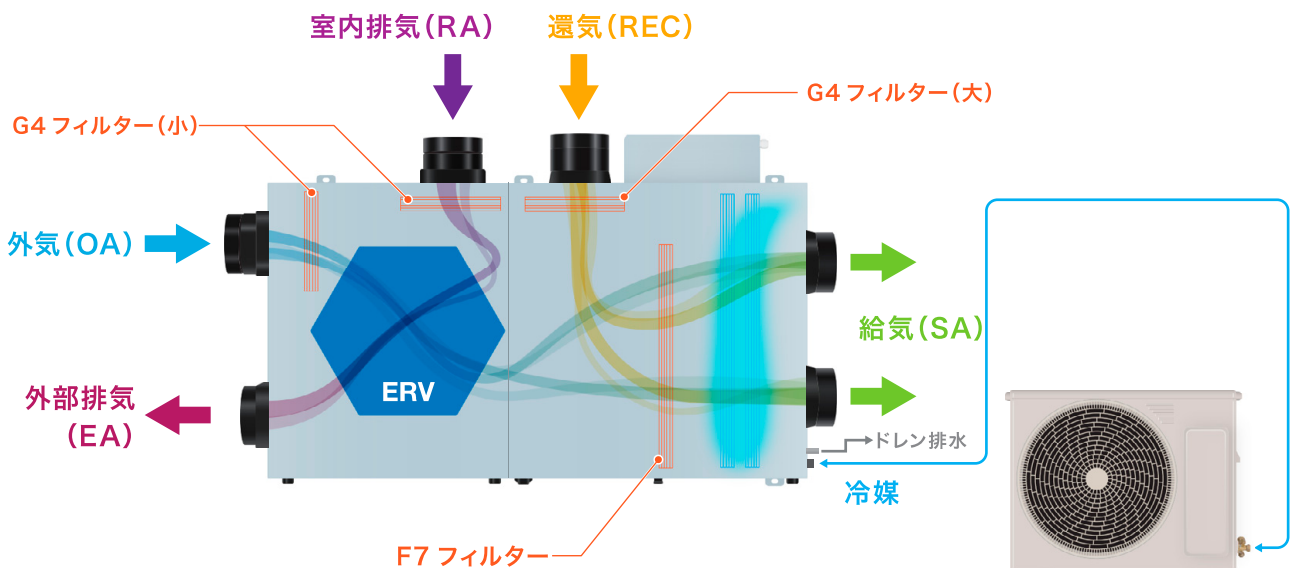 室内排気(RA)
還気(REC)
G4 フィルター(大)
G4 フィルター(小)
外気(OA)
給気(SA)
ERV
外部排気
(EA)
ドレン排水
冷媒
F7 フィルター